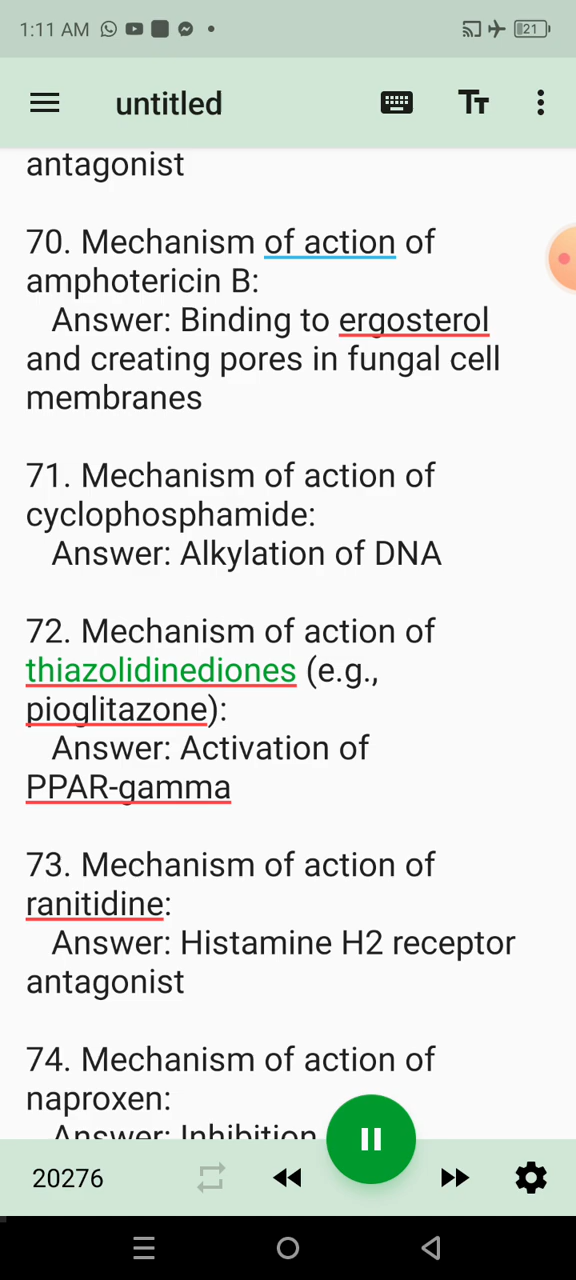 1:11 AM
21
untitled
antagonist
70. Mechanism of action of
amphotericin B:
Answer: Binding to ergosterol
and creating pores in fungal cell
membranes
71. Mechanism of action of
cyclophosphamide:
Answer: Alkylation of DNA
72. Mechanism of action of
thiazolidinediones (e.g.,
pioglitazone):
Answer: Activation of
PPAR-gamma
73. Mechanism of action of
ranitidine:
Answer: Histamine H2 receptor
antagonist
74. Mechanism of action of
naproxen:
Answer: Inhibition
20276